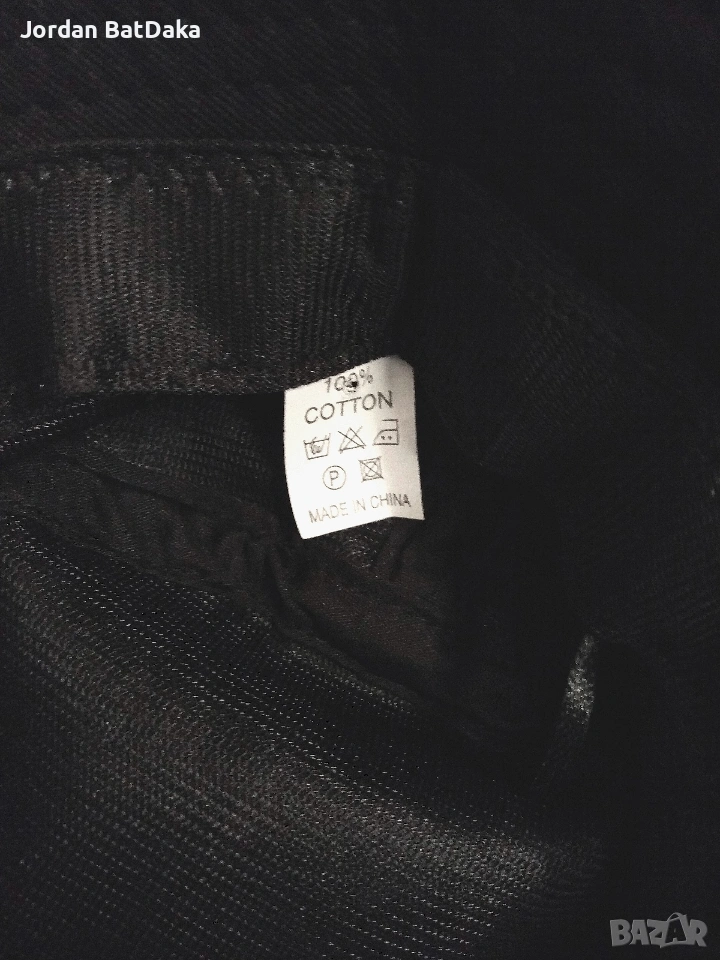 Jordan BatDaka
100%
COTTON
P
MADE IN CHINA
BAZAR